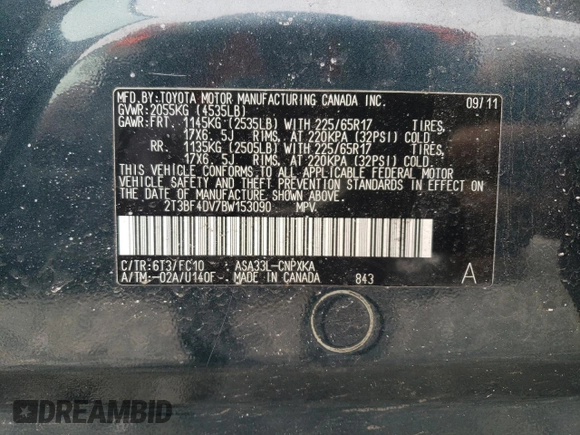 MFD.BY:TOYOTA MOTOR MANUFACTURING CANADA INC. 09/11
GVWR:2055KG (4535LB)
GAWR:FRT. 1145KG (2535LB) WITH 225/65R17 TIRES,
17X6.5J RIMS, AT 220KPA (32PSI) COLD.
RR. 1135KG (2505LB) WITH 225/65R17 TIRES,
17X6.5J RIMS, AT 220KPA (32PSI) COLD.
THIS VEHICLE CONFORMS TO ALL APPLICABLE FEDERAL MOTOR
VEHICLE SAFETY AND THEFT PREVENTION STANDARDS IN EFFECT
ON THE DATE OF MANUFACTURE SHOWN ABOVE.
2T3BF4DV7BW153090 MPV
C/TR:6T3/FC10 ASA33L-CNPXKA
A/TM:-02A/U140F MADE IN CANADA 843 A
DREAMBID